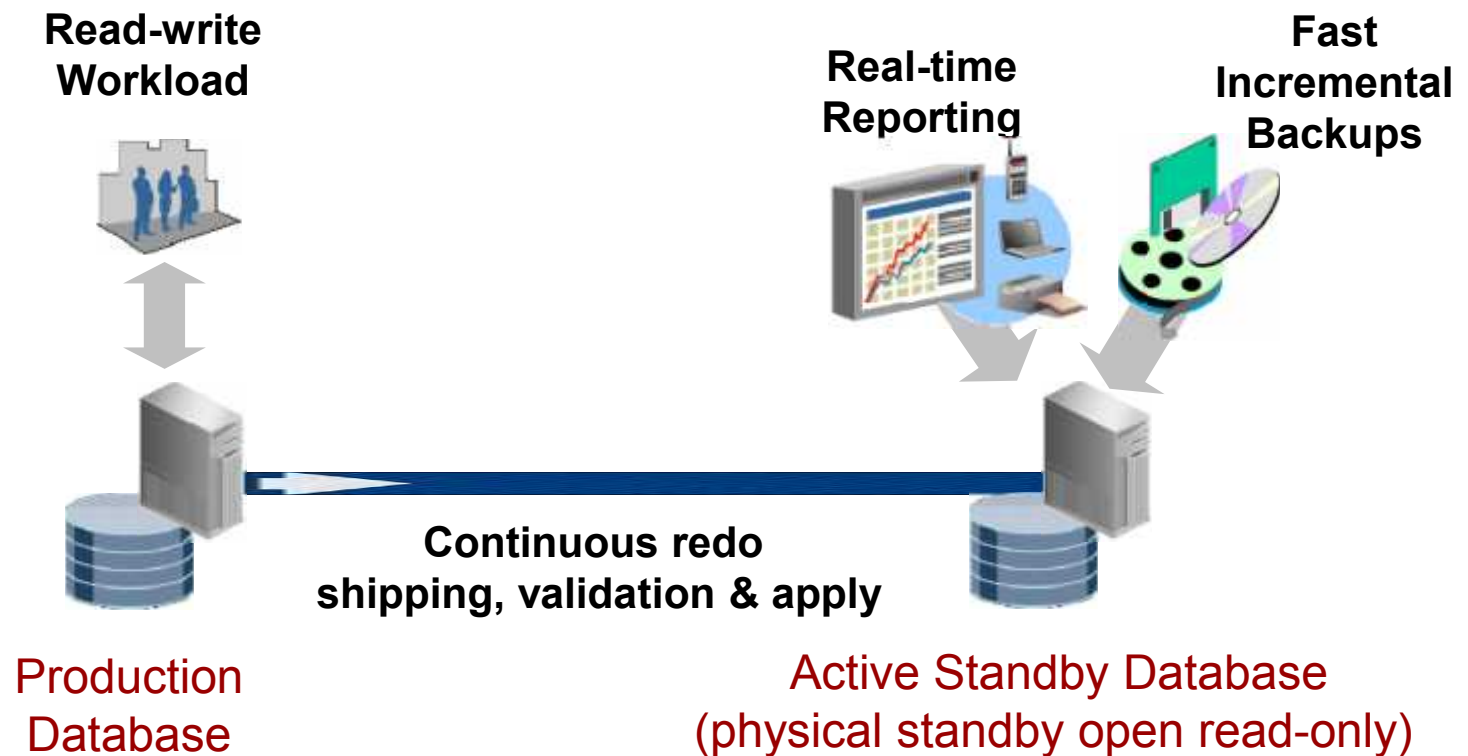 Read-write
Workload
Real-time
Reporting
Fast
Incremental
Backups
Continuous redo
shipping, validation & apply
Production
Database
Active Standby Database
(physical standby open read-only)